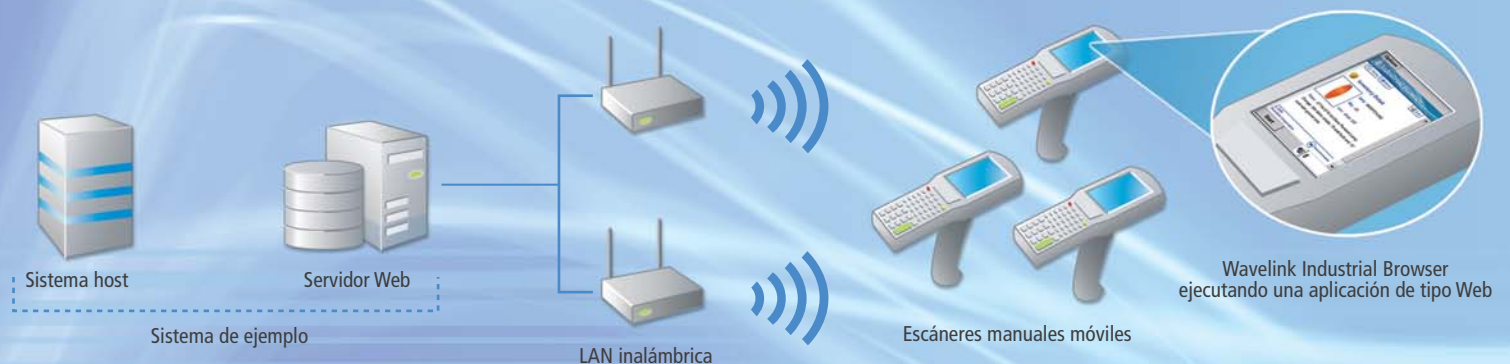 Sistema host
Servidor Web
Sistema de ejemplo
LAN inalámbrica
Escáneres manuales móviles
Wavelink Industrial Browser
ejecutando una aplicación de tipo Web